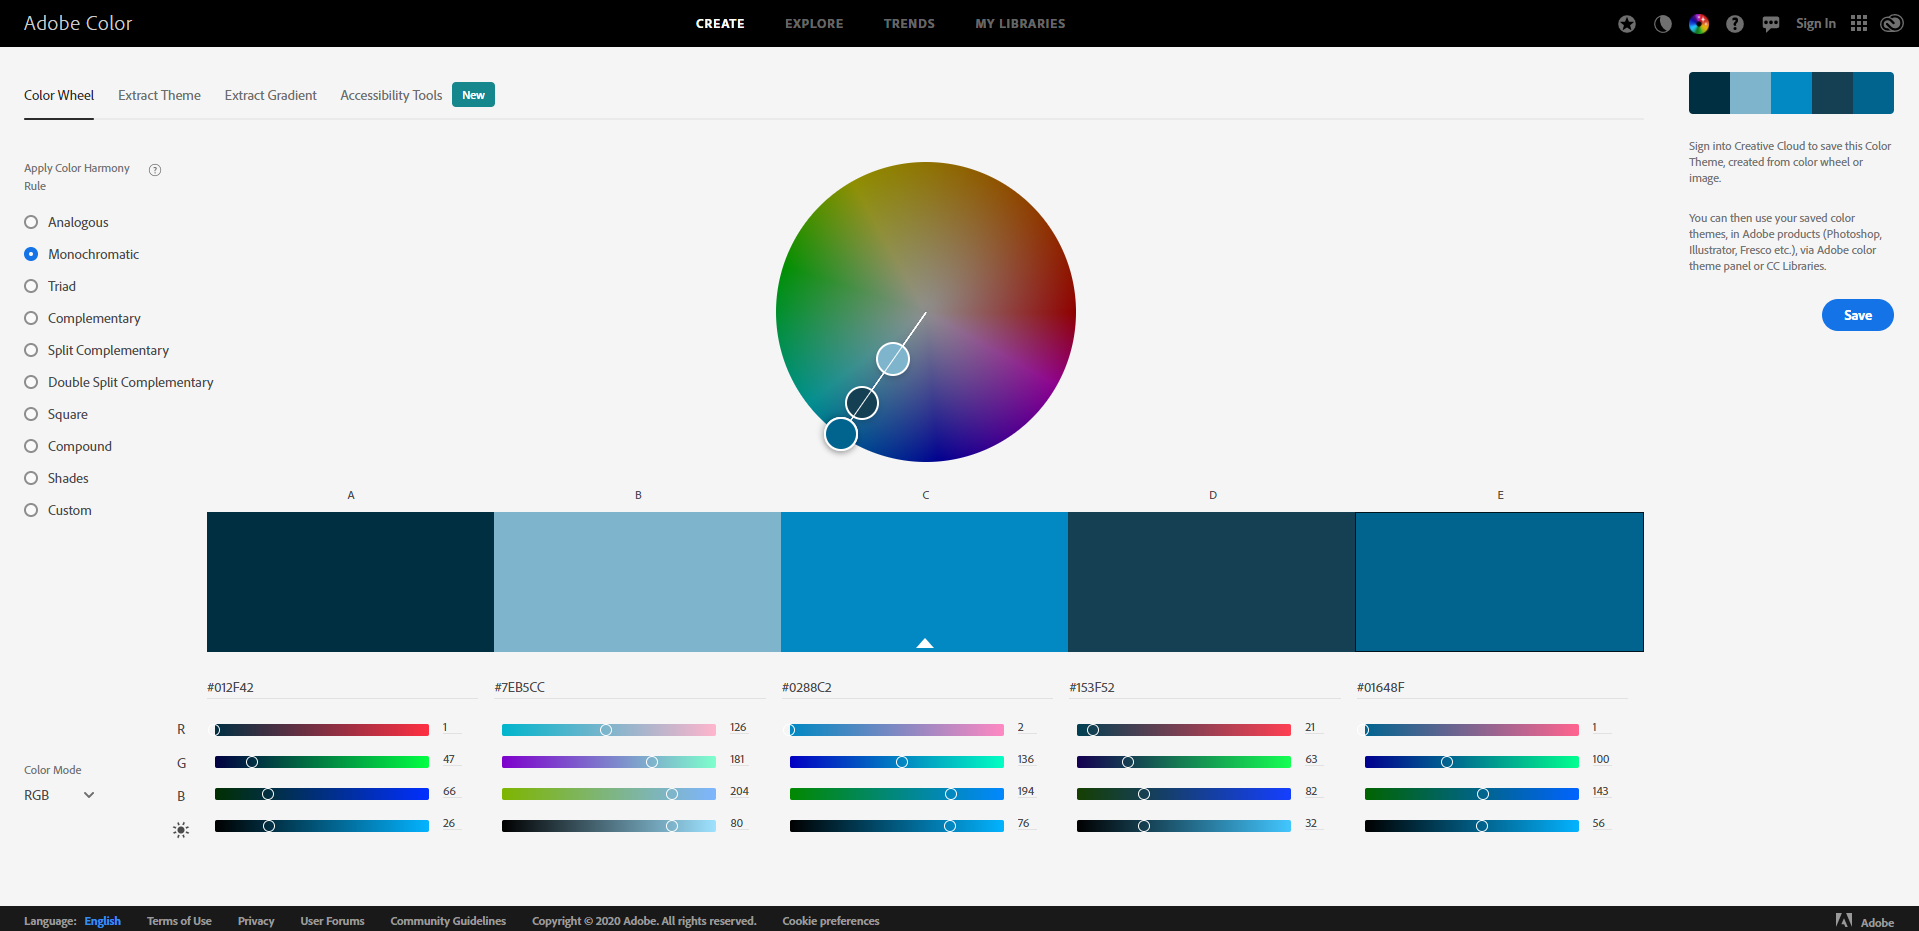 Adobe Color
CREATE EXPLORE TRENDS MY LIBRARIES
Sign In
Color Wheel Extract Theme Extract Gradient Accessibility Tools New
Apply Color Harmony
Rule
Analogous
Monochromatic
Triad
Complementary
Split Complementary
Double Split Complementary
Square
Compound
Shades
Custom
Sign into Creative Cloud to save this Color
Theme, created from color wheel or
image.
You can then use your saved color
themes, in Adobe products (Photoshop,
Illustrator, Fresco etc.), via Adobe color
theme panel or CC Libraries.
Save
A B C D E
#012F42 #7EB5CC #0288C2 #153F52 #01648F
R 1 126 2 21 1
G 47 181 136 63 100
B 66 204 194 82 143
26 80 76 32 56
Color Mode
RGB
Language: English Terms of Use Privacy User Forums Community Guidelines Copyright © 2020 Adobe. All rights reserved. Cookie preferences Adobe